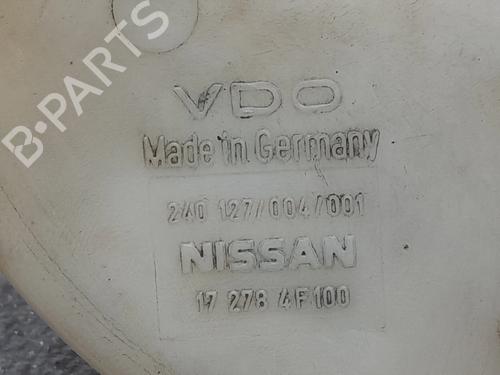 B-PARTS
VDO
Made in Germany
240 127/004/001
NISSAN
17 278 4F100